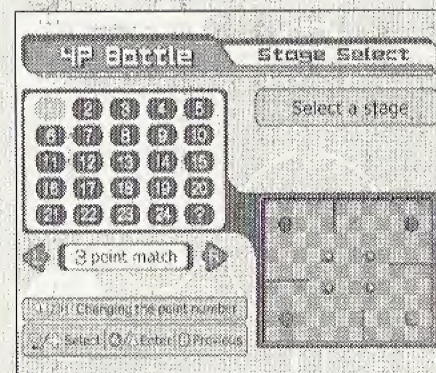 4P Battle
Stage Select
Select a stage
1 2 3 4 5
6 7 8 9 10
11 12 13 14 15
16 17 18 19 20
21 22 23 24 ?
L 3 point match R
Changing the point number
Select Enter Previous